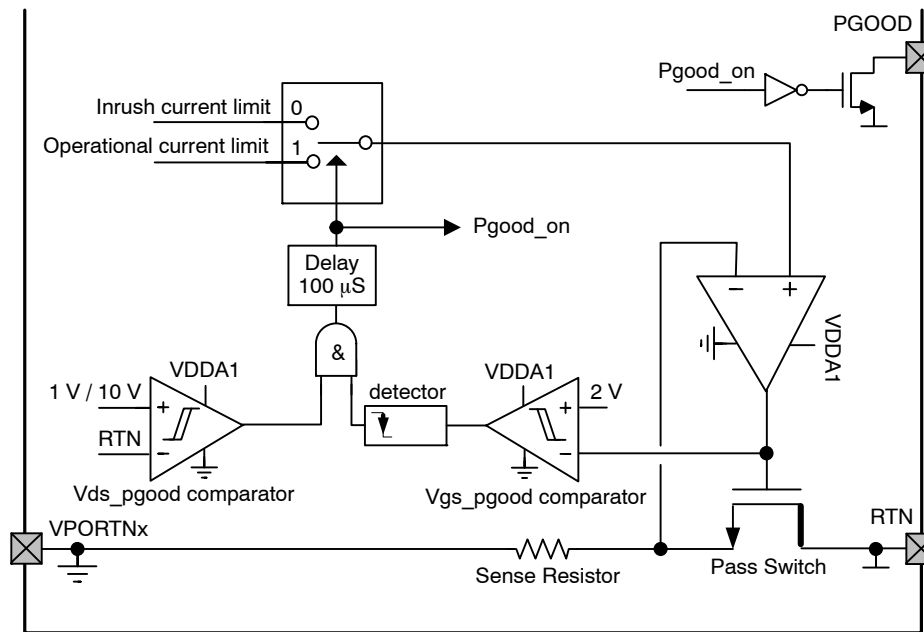 PGOOD
Pgood_on
Inrush current limit 0
Operational current limit 1
Pgood_on
Delay
100 μS
− +
VDDA1
&
VDDA1
detector
VDDA1
1 V / 10 V +
2 V
+
RTN −
−
Vds_pgood comparator
Vgs_pgood comparator
VPORTNx
RTN
Sense Resistor
Pass Switch